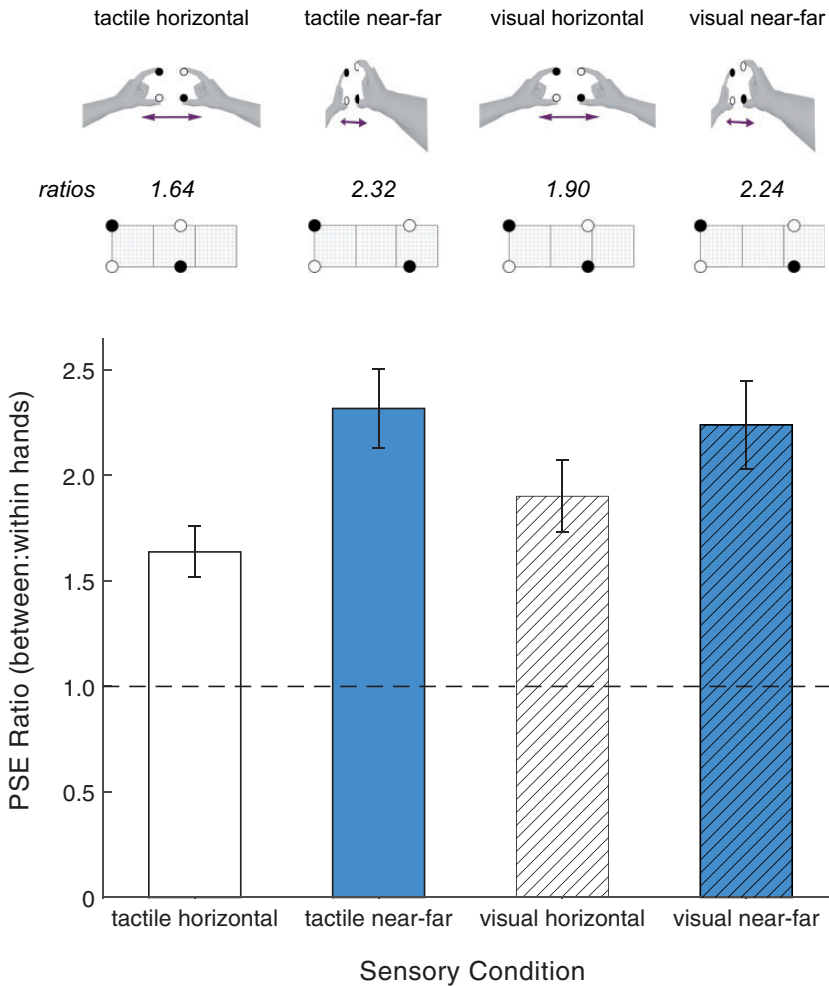 tactile horizontal tactile near-far visual horizontal visual near-far
ratios 1.64 2.32 1.90 2.24
PSE Ratio (between:within hands)
2.5
2.0
1.5
1.0
0.5
0
tactile horizontal tactile near-far visual horizontal visual near-far
Sensory Condition